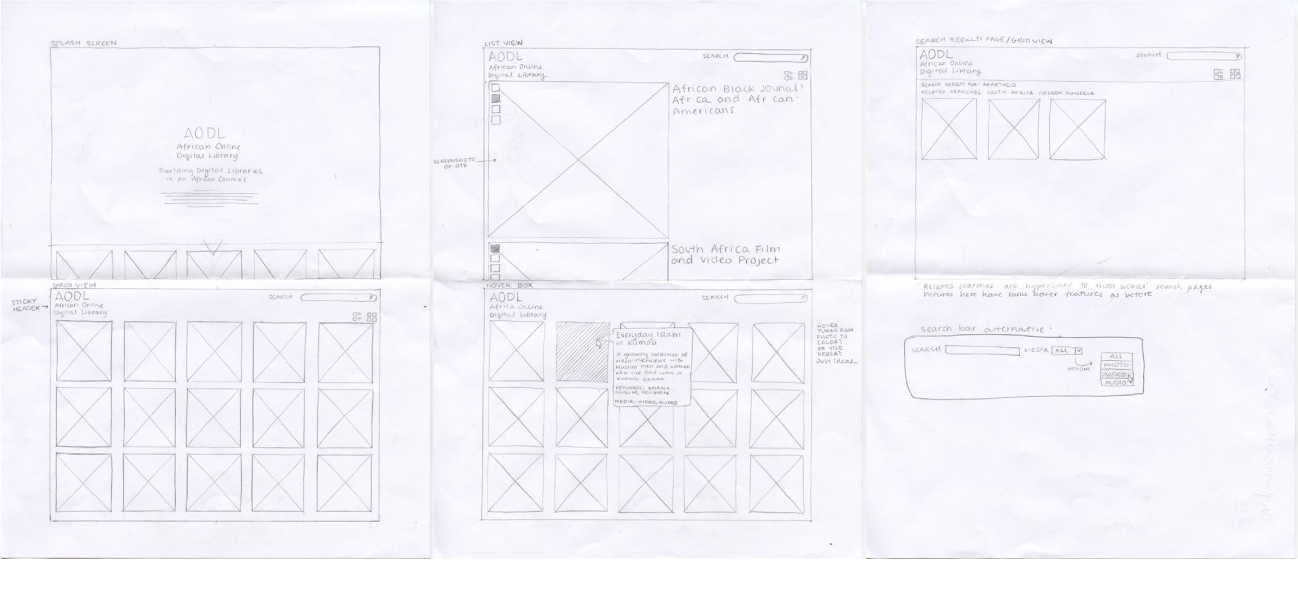 SPLASH SCREEN
AODL
African Online
Digital Library
Building Digital Libraries
in an African Context
GRID VIEW
STICKY
HEADER
AODL
African Online
Digital Library
SEARCH
LIST VIEW
AODL
African Online
Digital Library
SEARCH
African Black Jounal:
Africa and African-
Americans
SCREENSHOTS
OF SITE
South Africa Film
and Video Project
HOVER BOX
AODL
Africa Online
Digital Library
SEARCH
Everyday Islam
in Kumasi
A growing collection of
video interviews with
Muslim men and women
who live and work in
KEYWORDS: GHANA,
MEDIA: VIDEO, AUDIO
HOVER
TURNS B&W
PHOTO TO
COLOR?
OR VICE
VERSA?
Just ideas...
SEARCH RESULTS PAGE/GRID VIEW
AODL
African Online
Digital Library
SEARCH
SEARCH RESULTS FOR: APARTHEID
RELATED SEARCHES: SOUTH AFRICA, NELSON MANDELA
Related searches are hyperlinks to those words' search pages
Pictures here have same hover features as before
search bar alternative:
SEARCH
MEDIA
ALL
OPTIONS
ALL
PHOTO
VIDEO
AUDIO